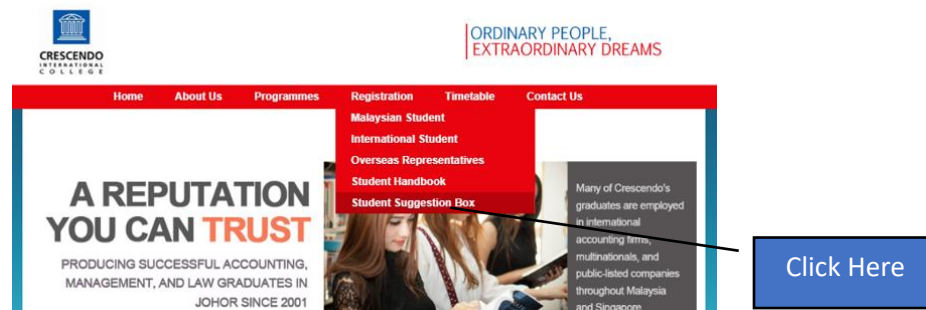 CRESCENDO
INTERNATIONAL
COLLEGE
ORDINARY PEOPLE,
EXTRAORDINARY DREAMS
Home About Us Programmes Registration Timetable Contact Us
Malaysian Student
International Student
Overseas Representatives
Student Handbook
Student Suggestion Box
A REPUTATION
YOU CAN TRUST
PRODUCING SUCCESSFUL ACCOUNTING,
MANAGEMENT, AND LAW GRADUATES IN
JOHOR SINCE 2001
Many of Crescendo's
graduates are employed
in international
accounting firms,
multinationals, and
public-listed companies
throughout Malaysia
and Singapore
Click Here